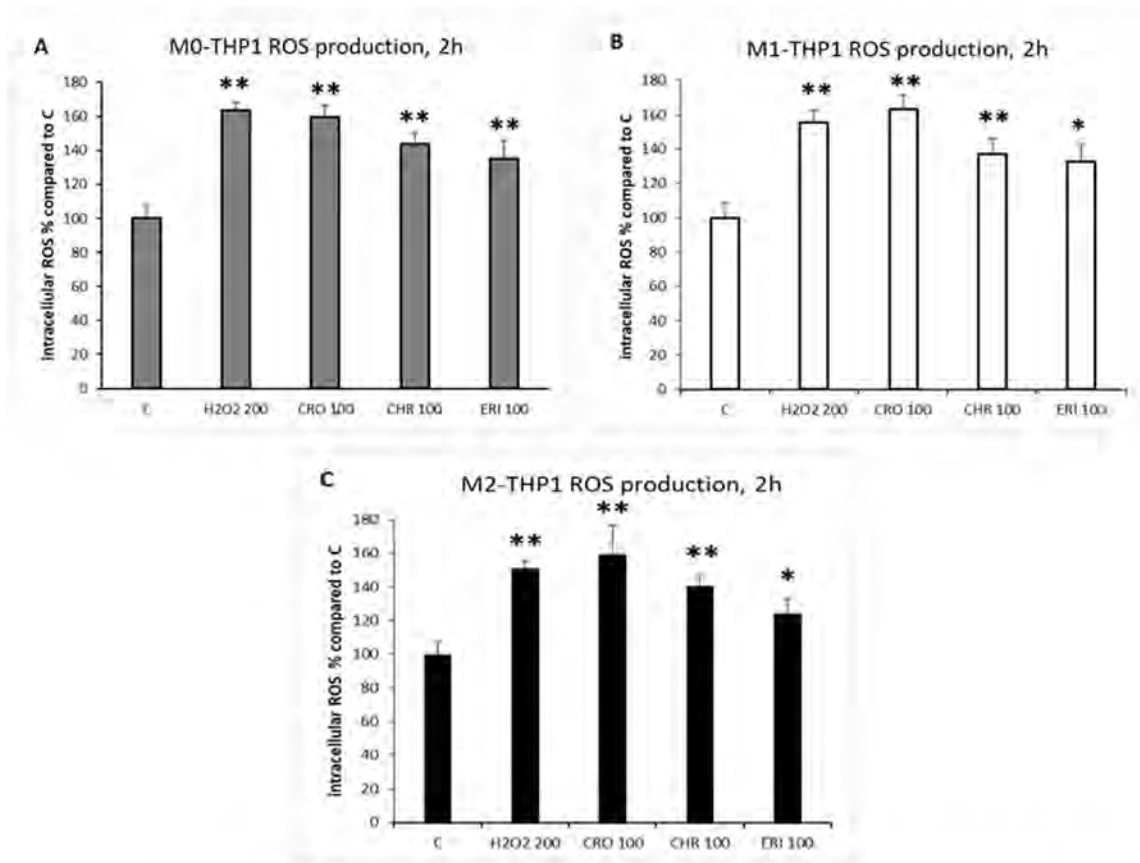 A
M0-THP1 ROS production, 2h
intracellular ROS % compared to C
180
160
140
120
100
80
60
40
20
0
** ** ** **
C H2O2 200 CRO 100 CHR 100 ERI 100
B
M1-THP1 ROS production, 2h
intracellular ROS % compared to C
180
160
140
120
100
80
60
40
20
0
** ** ** *
C H2O2 200 CRO 100 CHR 100 ERI 100
C
M2-THP1 ROS production, 2h
intracellular ROS % compared to C
180
160
140
120
100
80
60
40
20
0
** ** ** *
C H2O2 200 CRO 100 CHR 100 ERI 100